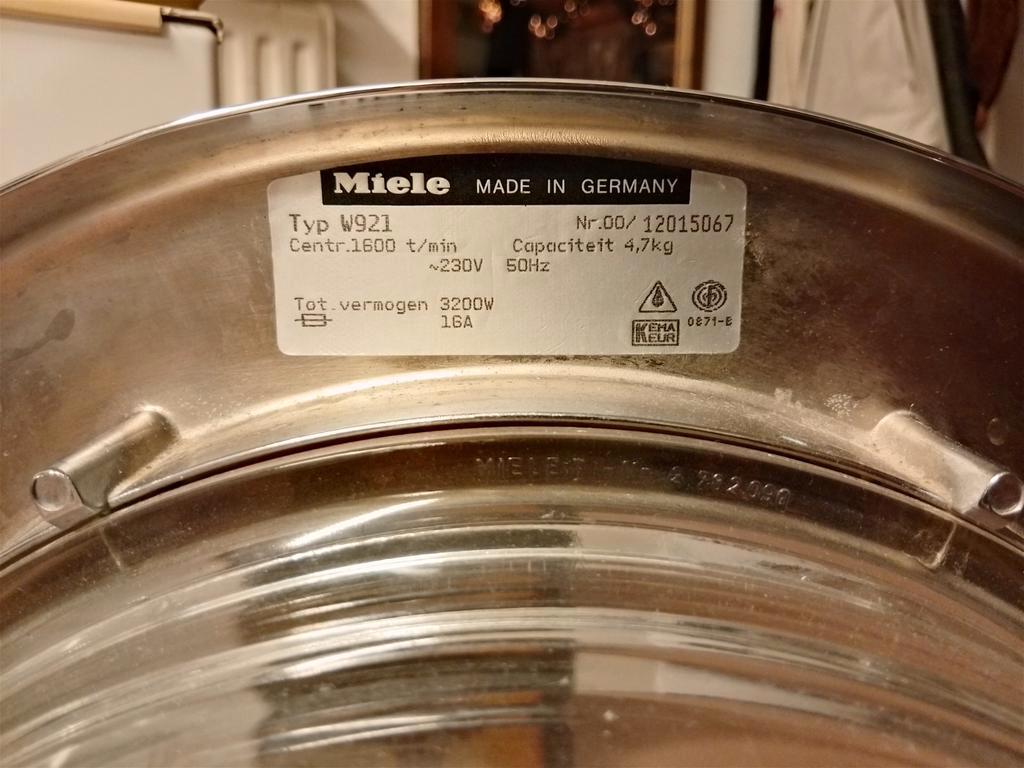 Miele MADE IN GERMANY
Typ W921 Nr.00/ 12015067
Centr.1600 t/min Capaciteit 4,7kg
~230V 50Hz
Tot.vermogen 3200W
16A
KEMA
KEUR
0871-B
MIELE